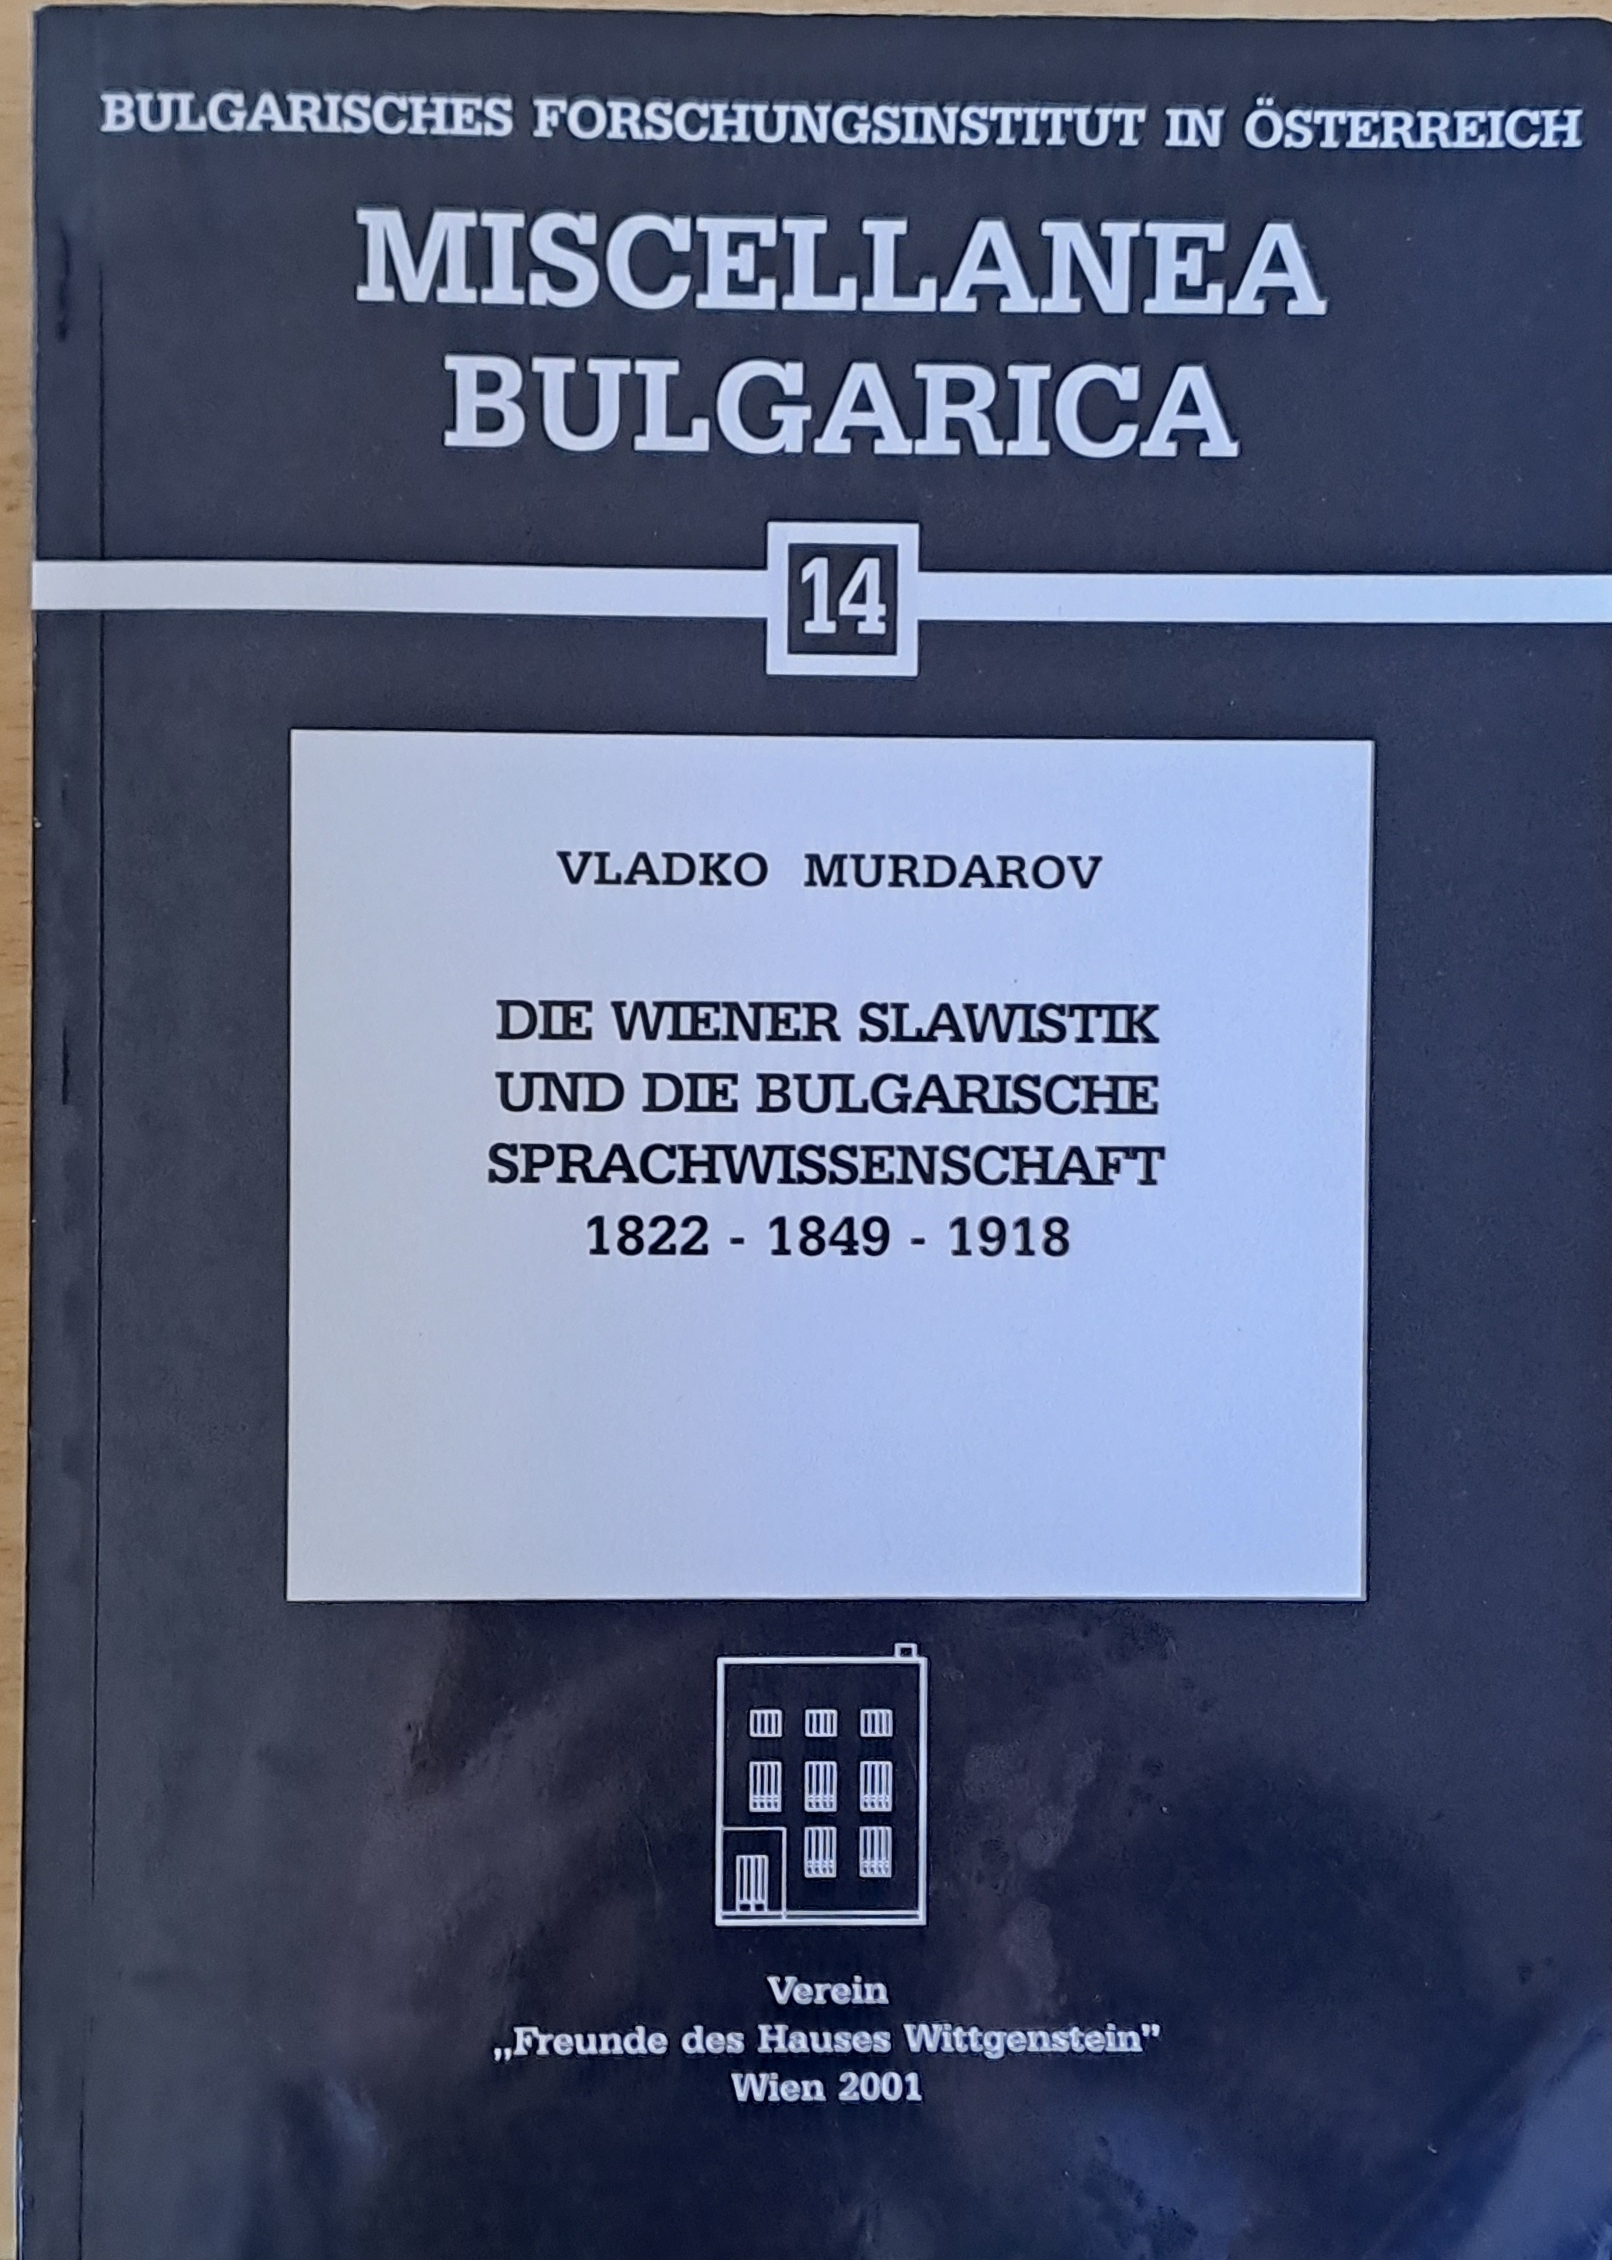 BULGARISCHES FORSCHUNGSINSTITUT IN ÖSTERREICH
MISCELLANEA
BULGARICA
14
VLADKO MURDAROV
DIE WIENER SLAWISTIK
UND DIE BULGARISCHE
SPRACHWISSENSCHAFT
1822 - 1849 - 1918
Verein
„Freunde des Hauses Wittgenstein”
Wien 2001